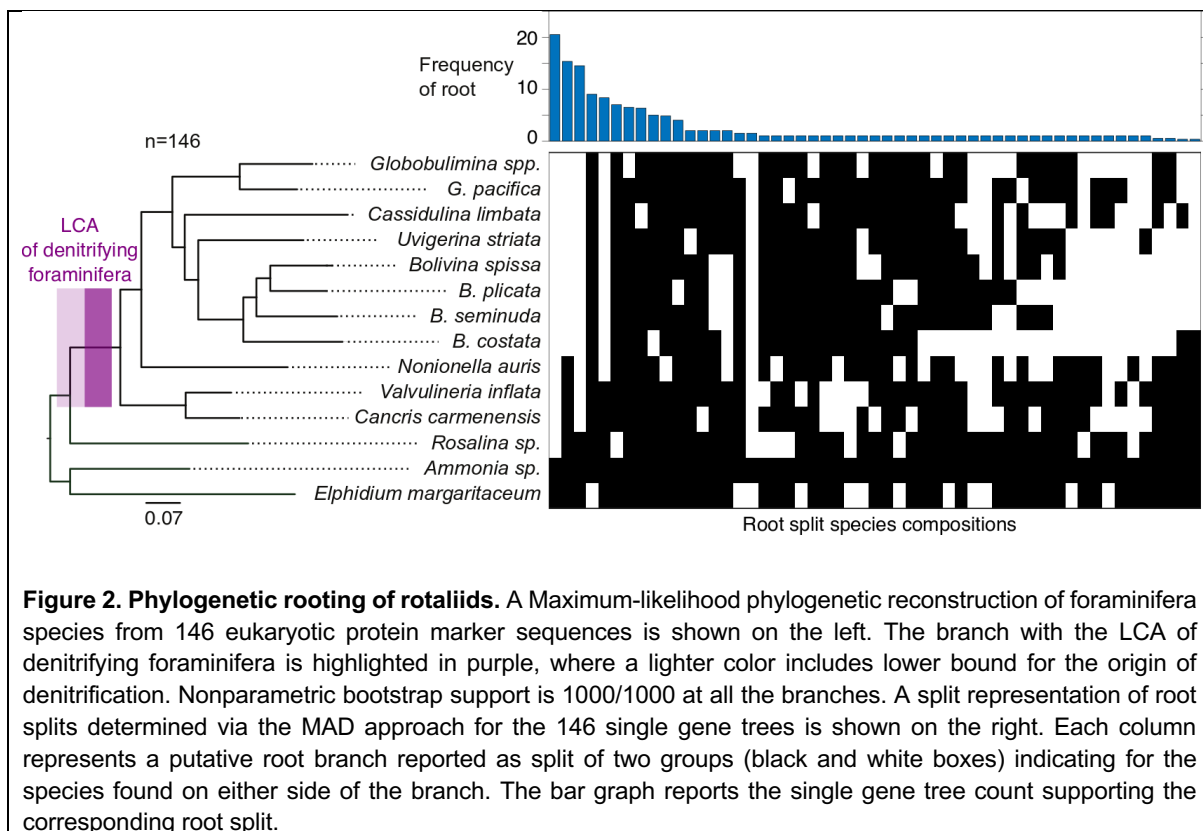 20
Frequency
of root
10
0
n=146
Globobulimina spp.
G. pacifica
LCA
of denitrifying
foraminifera
Cassidulina limbata
Uvigerina striata
Bolivina spissa
B. plicata
B. seminuda
B. costata
Nonionella auris
Valvulineria inflata
Cancris carmenensis
Rosalina sp.
Ammonia sp.
Elphidium margaritaceum
0.07
Root split species compositions
Figure 2. Phylogenetic rooting of rotaliids. A Maximum-likelihood phylogenetic reconstruction of foraminifera
species from 146 eukaryotic protein marker sequences is shown on the left. The branch with the LCA of
denitrifying foraminifera is highlighted in purple, where a lighter color includes lower bound for the origin of
denitrification. Nonparametric bootstrap support is 1000/1000 at all the branches. A split representation of root
splits determined via the MAD approach for the 146 single gene trees is shown on the right. Each column
represents a putative root branch reported as split of two groups (black and white boxes) indicating for the
species found on either side of the branch. The bar graph reports the single gene tree count supporting the
corresponding root split.